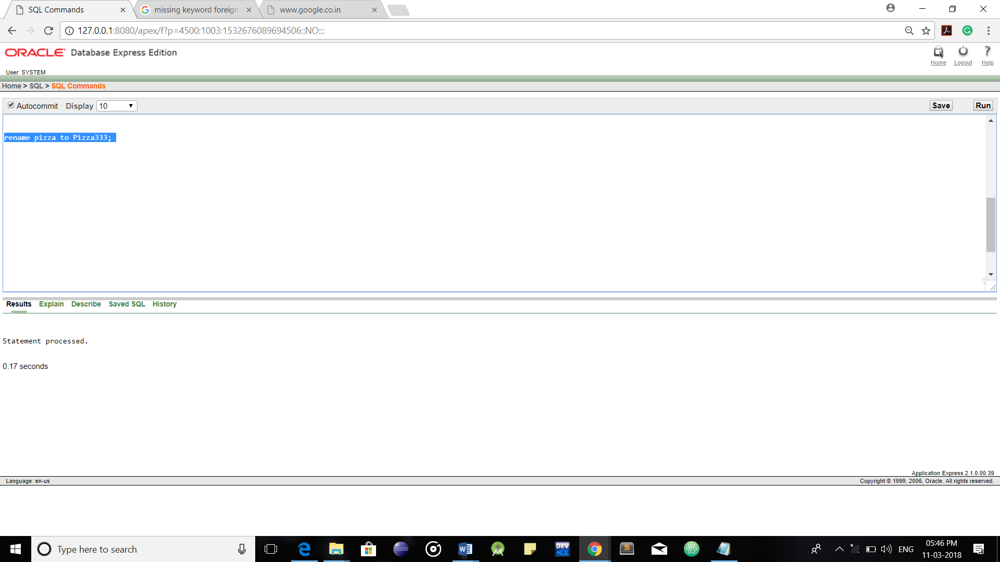 SQL Commands
missing keyword foreign
www.google.co.in
127.0.0.1:8080/apex/f?p=4500:1003:1532676089694506::NO:::
ORACLE Database Express Edition
Home Logout Help
User: SYSTEM
Home > SQL > SQL Commands
Autocommit Display 10 Save Run
rename pizza to Pizza333;
Results Explain Describe Saved SQL History
Statement processed.
0.17 seconds
Application Express 2.1.0.00.39
Language: en-us Copyright © 1999, 2006, Oracle. All rights reserved.
Type here to search
DEV C++
ENG
05:46 PM
11-03-2018